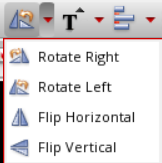 T
Rotate Right
Rotate Left
Flip Horizontal
Flip Vertical